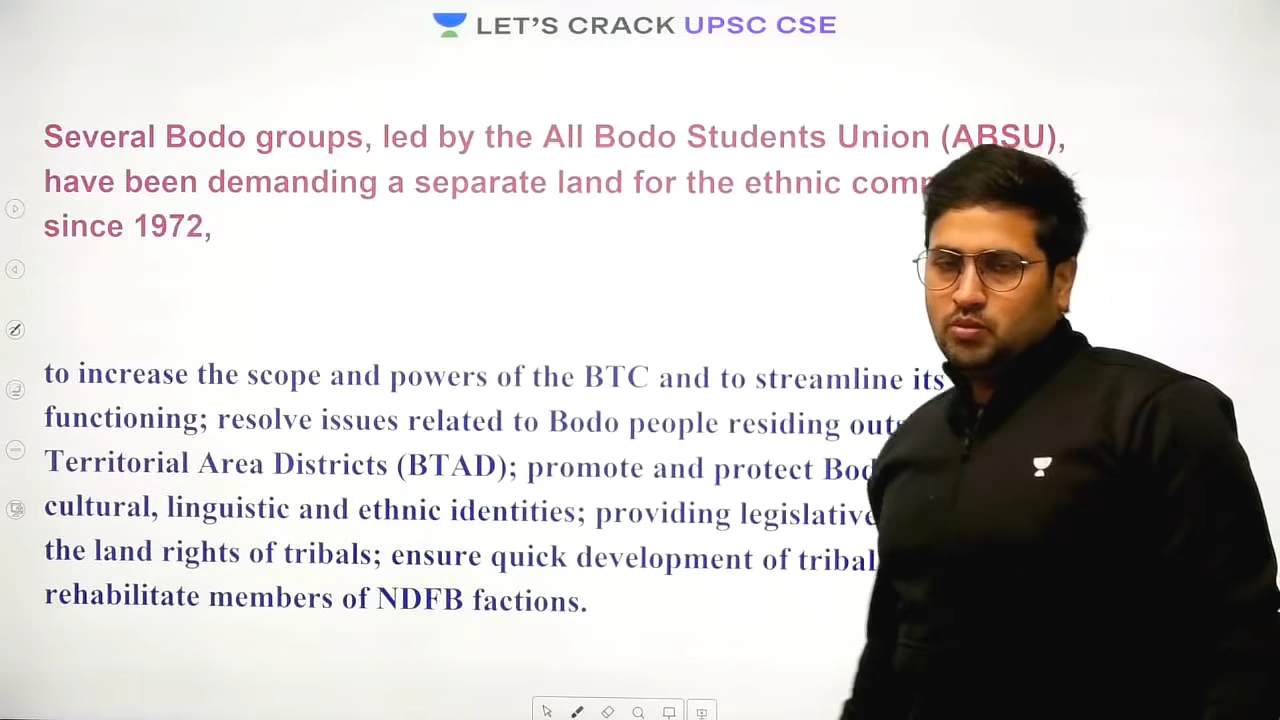 LET'S CRACK UPSC CSE
Several Bodo groups, led by the All Bodo Students Union (ABSU),
have been demanding a separate land for the ethnic
since 1972,
to increase the scope and powers of the BTC and to streamline its
functioning; resolve issues related to Bodo people residing
Territorial Area Districts (BTAD); promote and protect
cultural, linguistic and ethnic identities; providing legislative
the land rights of tribals; ensure quick development of tribal
rehabilitate members of NDFB factions.